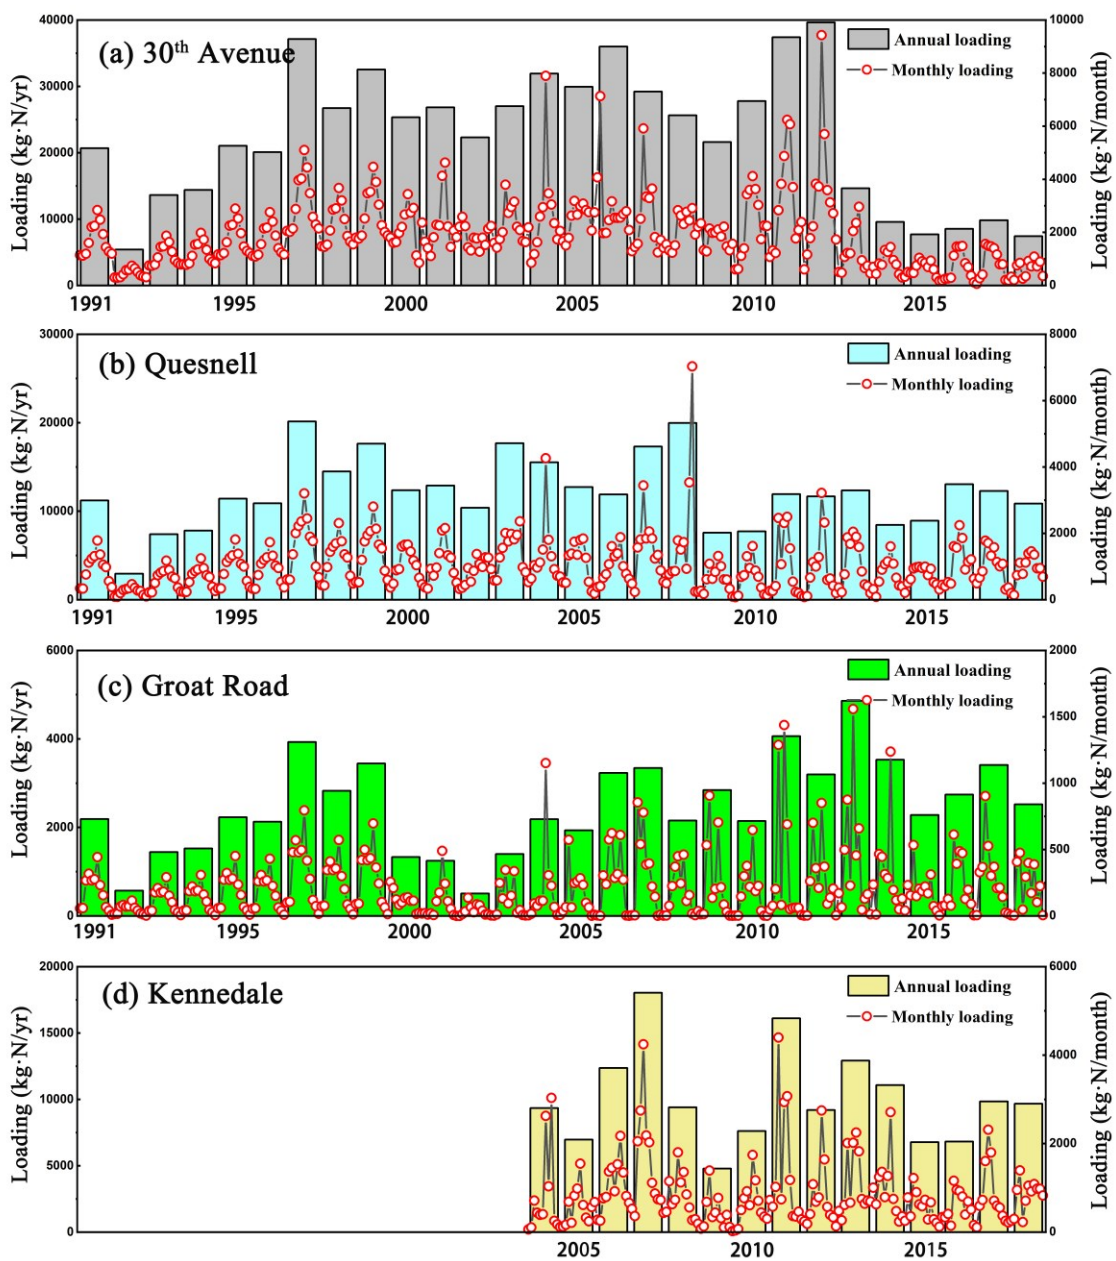 (a) 30th Avenue
Annual loading
Monthly loading
Loading (kg·N/yr)
40000
30000
20000
10000
0
10000
8000
6000
4000
2000
0
Loading (kg·N/month)
1991
1995
2000
2005
2010
2015
(b) Quesnell
Annual loading
Monthly loading
Loading (kg·N/yr)
30000
20000
10000
0
8000
6000
4000
2000
0
Loading (kg·N/month)
1991
1995
2000
2005
2010
2015
(c) Groat Road
Annual loading
Monthly loading
Loading (kg·N/yr)
6000
4000
2000
0
2000
1500
1000
500
0
Loading (kg·N/month)
1991
1995
2000
2005
2010
2015
(d) Kennedale
Annual loading
Monthly loading
Loading (kg·N/yr)
20000
15000
10000
5000
0
6000
4000
2000
0
Loading (kg·N/month)
2005
2010
2015